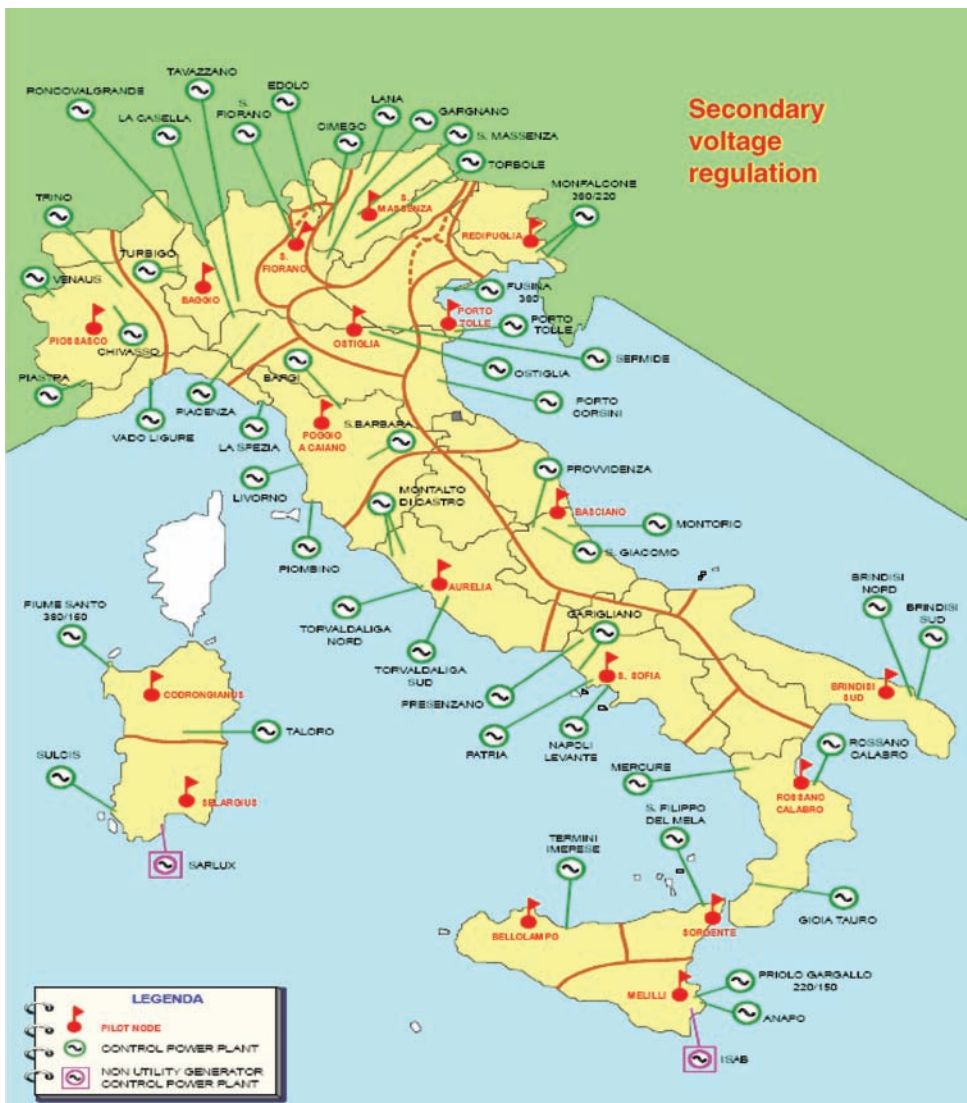 Secondary
voltage
regulation
RONCOVALGRANDE
TAVAZZANO
LA CASELLA
S.
FIORANO
EDOLO
CIMEGO
LANA
GARGNANO
S. MASSENZA
TORBOLE
MONFALCONE
380/220
TRINO
TURBIGO
VENAUS
BAGGIO
S.
FIORANO
S.
MASSENZA
REDIPUGLIA
PIOSSASCO
CHIVASSO
PIASTRA
VADO LIGURE
PIACENZA
LA SPEZIA
BARGI
OSTIGLIA
PORTO
TOLLE
FUSINA
380
PORTO
TOLLE
SERMIDE
OSTIGLIA
PORTO
CORSINI
POGGIO
A CAIANO
S.BARBARA
LIVORNO
PIOMBINO
MONTALTO
DI CASTRO
PROVVIDENZA
BASCIANO
MONTORIO
S. GIACOMO
AURELIA
TORVALDALIGA
NORD
TORVALDALIGA
SUD
GARIGLIANO
PRESENZANO
S. SOFIA
PATRIA
NAPOLI
LEVANTE
BRINDISI
NORD
BRINDISI
SUD
BRINDISI
SUD
FIUME SANTO
380/150
CODRONGIANUS
TALORO
SULCIS
SELARGIUS
SARLUX
MERCURE
ROSSANO
CALABRO
ROSSANO
CALABRO
S. FILIPPO
DEL MELA
TERMINI
IMERESE
GIOIA TAURO
BELLOLAMPO
SORGENTE
MELILLI
PRIOLO GARGALLO
220/150
ANAPO
ISAB
LEGENDA
PILOT NODE
CONTROL POWER PLANT
NON UTILITY GENERATOR
CONTROL POWER PLANT